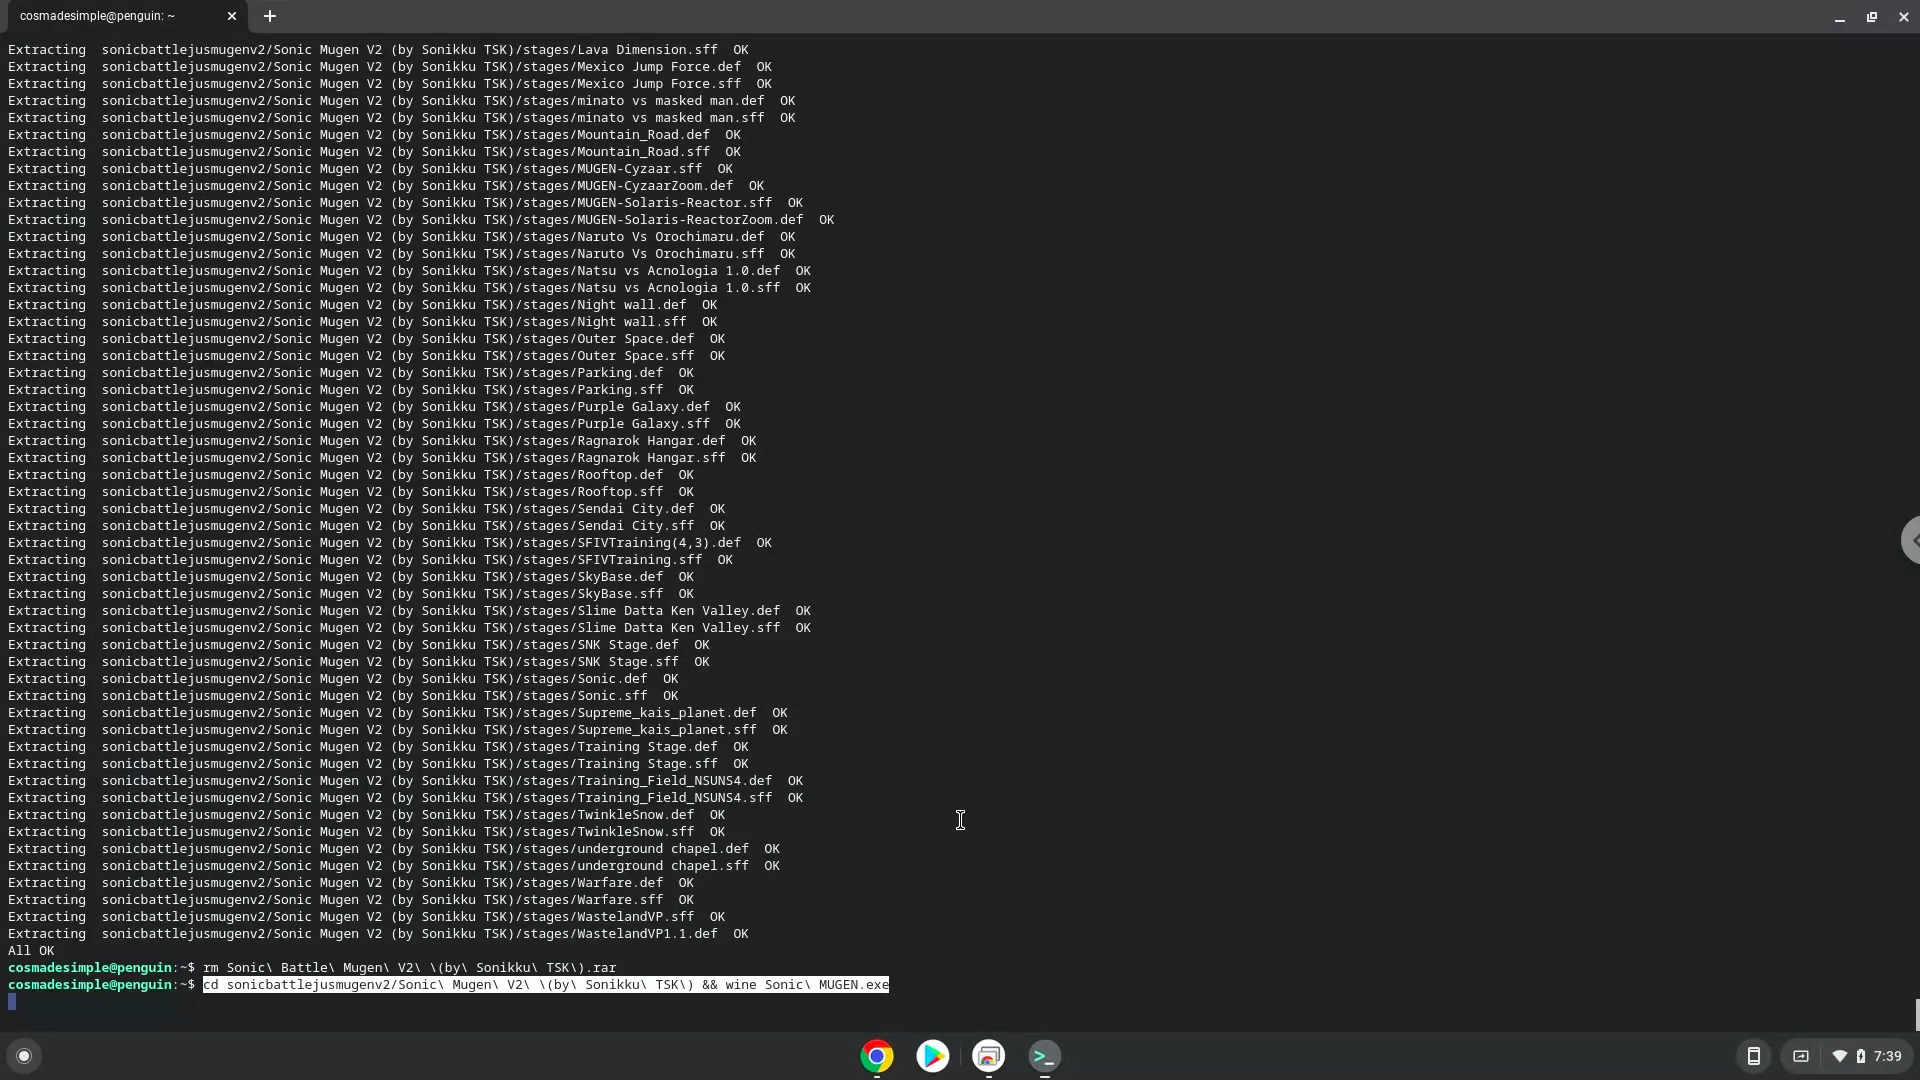 cosmadesimple@penguin: ~
Extracting  sonicbattlejusmugenv2/Sonic Mugen V2 (by Sonikku TSK)/stages/Lava Dimension.sff  OK
Extracting  sonicbattlejusmugenv2/Sonic Mugen V2 (by Sonikku TSK)/stages/Mexico Jump Force.def  OK
Extracting  sonicbattlejusmugenv2/Sonic Mugen V2 (by Sonikku TSK)/stages/Mexico Jump Force.sff  OK
Extracting  sonicbattlejusmugenv2/Sonic Mugen V2 (by Sonikku TSK)/stages/minato vs masked man.def  OK
Extracting  sonicbattlejusmugenv2/Sonic Mugen V2 (by Sonikku TSK)/stages/minato vs masked man.sff  OK
Extracting  sonicbattlejusmugenv2/Sonic Mugen V2 (by Sonikku TSK)/stages/Mountain_Road.def  OK
Extracting  sonicbattlejusmugenv2/Sonic Mugen V2 (by Sonikku TSK)/stages/Mountain_Road.sff  OK
Extracting  sonicbattlejusmugenv2/Sonic Mugen V2 (by Sonikku TSK)/stages/MUGEN-Cyzaar.sff  OK
Extracting  sonicbattlejusmugenv2/Sonic Mugen V2 (by Sonikku TSK)/stages/MUGEN-CyzaarZoom.def  OK
Extracting  sonicbattlejusmugenv2/Sonic Mugen V2 (by Sonikku TSK)/stages/MUGEN-Solaris-Reactor.sff  OK
Extracting  sonicbattlejusmugenv2/Sonic Mugen V2 (by Sonikku TSK)/stages/MUGEN-Solaris-ReactorZoom.def  OK
Extracting  sonicbattlejusmugenv2/Sonic Mugen V2 (by Sonikku TSK)/stages/Naruto Vs Orochimaru.def  OK
Extracting  sonicbattlejusmugenv2/Sonic Mugen V2 (by Sonikku TSK)/stages/Naruto Vs Orochimaru.sff  OK
Extracting  sonicbattlejusmugenv2/Sonic Mugen V2 (by Sonikku TSK)/stages/Natsu vs Acnologia 1.0.def  OK
Extracting  sonicbattlejusmugenv2/Sonic Mugen V2 (by Sonikku TSK)/stages/Natsu vs Acnologia 1.0.sff  OK
Extracting  sonicbattlejusmugenv2/Sonic Mugen V2 (by Sonikku TSK)/stages/Night wall.def  OK
Extracting  sonicbattlejusmugenv2/Sonic Mugen V2 (by Sonikku TSK)/stages/Night wall.sff  OK
Extracting  sonicbattlejusmugenv2/Sonic Mugen V2 (by Sonikku TSK)/stages/Outer Space.def  OK
Extracting  sonicbattlejusmugenv2/Sonic Mugen V2 (by Sonikku TSK)/stages/Outer Space.sff  OK
Extracting  sonicbattlejusmugenv2/Sonic Mugen V2 (by Sonikku TSK)/stages/Parking.def  OK
Extracting  sonicbattlejusmugenv2/Sonic Mugen V2 (by Sonikku TSK)/stages/Parking.sff  OK
Extracting  sonicbattlejusmugenv2/Sonic Mugen V2 (by Sonikku TSK)/stages/Purple Galaxy.def  OK
Extracting  sonicbattlejusmugenv2/Sonic Mugen V2 (by Sonikku TSK)/stages/Purple Galaxy.sff  OK
Extracting  sonicbattlejusmugenv2/Sonic Mugen V2 (by Sonikku TSK)/stages/Ragnarok Hangar.def  OK
Extracting  sonicbattlejusmugenv2/Sonic Mugen V2 (by Sonikku TSK)/stages/Ragnarok Hangar.sff  OK
Extracting  sonicbattlejusmugenv2/Sonic Mugen V2 (by Sonikku TSK)/stages/Rooftop.def  OK
Extracting  sonicbattlejusmugenv2/Sonic Mugen V2 (by Sonikku TSK)/stages/Rooftop.sff  OK
Extracting  sonicbattlejusmugenv2/Sonic Mugen V2 (by Sonikku TSK)/stages/Sendai City.def  OK
Extracting  sonicbattlejusmugenv2/Sonic Mugen V2 (by Sonikku TSK)/stages/Sendai City.sff  OK
Extracting  sonicbattlejusmugenv2/Sonic Mugen V2 (by Sonikku TSK)/stages/SFIVTraining(4,3).def  OK
Extracting  sonicbattlejusmugenv2/Sonic Mugen V2 (by Sonikku TSK)/stages/SFIVTraining.sff  OK
Extracting  sonicbattlejusmugenv2/Sonic Mugen V2 (by Sonikku TSK)/stages/SkyBase.def  OK
Extracting  sonicbattlejusmugenv2/Sonic Mugen V2 (by Sonikku TSK)/stages/SkyBase.sff  OK
Extracting  sonicbattlejusmugenv2/Sonic Mugen V2 (by Sonikku TSK)/stages/Slime Datta Ken Valley.def  OK
Extracting  sonicbattlejusmugenv2/Sonic Mugen V2 (by Sonikku TSK)/stages/Slime Datta Ken Valley.sff  OK
Extracting  sonicbattlejusmugenv2/Sonic Mugen V2 (by Sonikku TSK)/stages/SNK Stage.def  OK
Extracting  sonicbattlejusmugenv2/Sonic Mugen V2 (by Sonikku TSK)/stages/SNK Stage.sff  OK
Extracting  sonicbattlejusmugenv2/Sonic Mugen V2 (by Sonikku TSK)/stages/Sonic.def  OK
Extracting  sonicbattlejusmugenv2/Sonic Mugen V2 (by Sonikku TSK)/stages/Sonic.sff  OK
Extracting  sonicbattlejusmugenv2/Sonic Mugen V2 (by Sonikku TSK)/stages/Supreme_kais_planet.def  OK
Extracting  sonicbattlejusmugenv2/Sonic Mugen V2 (by Sonikku TSK)/stages/Supreme_kais_planet.sff  OK
Extracting  sonicbattlejusmugenv2/Sonic Mugen V2 (by Sonikku TSK)/stages/Training Stage.def  OK
Extracting  sonicbattlejusmugenv2/Sonic Mugen V2 (by Sonikku TSK)/stages/Training Stage.sff  OK
Extracting  sonicbattlejusmugenv2/Sonic Mugen V2 (by Sonikku TSK)/stages/Training_Field_NSUNS4.def  OK
Extracting  sonicbattlejusmugenv2/Sonic Mugen V2 (by Sonikku TSK)/stages/Training_Field_NSUNS4.sff  OK
Extracting  sonicbattlejusmugenv2/Sonic Mugen V2 (by Sonikku TSK)/stages/TwinkleSnow.def  OK
Extracting  sonicbattlejusmugenv2/Sonic Mugen V2 (by Sonikku TSK)/stages/TwinkleSnow.sff  OK
Extracting  sonicbattlejusmugenv2/Sonic Mugen V2 (by Sonikku TSK)/stages/underground chapel.def  OK
Extracting  sonicbattlejusmugenv2/Sonic Mugen V2 (by Sonikku TSK)/stages/underground chapel.sff  OK
Extracting  sonicbattlejusmugenv2/Sonic Mugen V2 (by Sonikku TSK)/stages/Warfare.def  OK
Extracting  sonicbattlejusmugenv2/Sonic Mugen V2 (by Sonikku TSK)/stages/Warfare.sff  OK
Extracting  sonicbattlejusmugenv2/Sonic Mugen V2 (by Sonikku TSK)/stages/WastelandVP.sff  OK
Extracting  sonicbattlejusmugenv2/Sonic Mugen V2 (by Sonikku TSK)/stages/WastelandVP1.1.def  OK
All OK
cosmadesimple@penguin:~$ rm Sonic\ Battle\ Mugen\ V2\ \(by\ Sonikku\ TSK\).rar
cosmadesimple@penguin:~$ cd sonicbattlejusmugenv2/Sonic\ Mugen\ V2\ \(by\ Sonikku\ TSK\) && wine Sonic\ MUGEN.exe
7:39